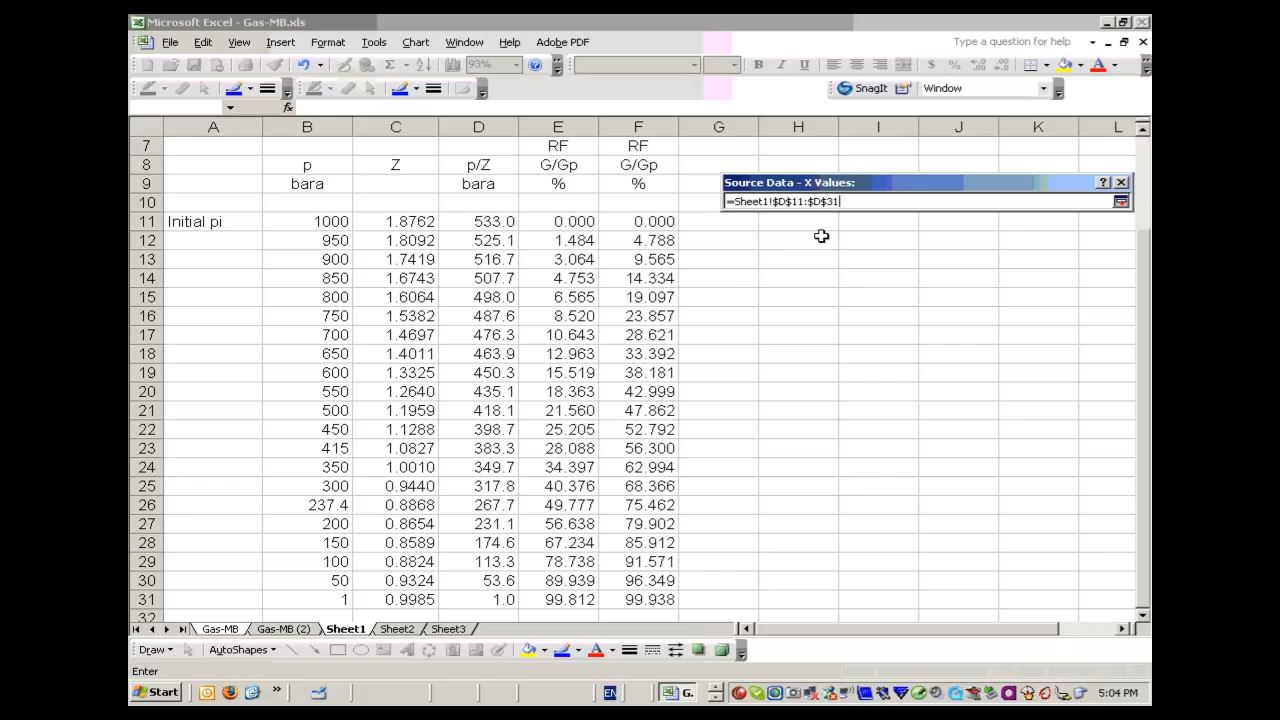 Microsoft Excel - Gas-MB.xls
File Edit View Insert Format Tools Chart Window Help Adobe PDF Type a question for help
93% B I U $ %
SnagIt Window
fx
A B C D E F G H I J K L
7 RF RF
8 p Z p/Z G/Gp G/Gp
9 bara bara % %
Source Data - X Values:
=Sheet1!$D$11:$D$31
10
11 Initial pi 1000 1.8762 533.0 0.000 0.000
12 950 1.8092 525.1 1.484 4.788
13 900 1.7419 516.7 3.064 9.565
14 850 1.6743 507.7 4.753 14.334
15 800 1.6064 498.0 6.565 19.097
16 750 1.5382 487.6 8.520 23.857
17 700 1.4697 476.3 10.643 28.621
18 650 1.4011 463.9 12.963 33.392
19 600 1.3325 450.3 15.519 38.181
20 550 1.2640 435.1 18.363 42.999
21 500 1.1959 418.1 21.560 47.862
22 450 1.1288 398.7 25.205 52.792
23 415 1.0827 383.3 28.088 56.300
24 350 1.0010 349.7 34.397 62.994
25 300 0.9440 317.8 40.376 68.366
26 237.4 0.8868 267.7 49.777 75.462
27 200 0.8654 231.1 56.638 79.902
28 150 0.8589 174.6 67.234 85.912
29 100 0.8824 113.3 78.738 91.571
30 50 0.9324 53.6 89.939 96.349
31 1 0.9985 1.0 99.812 99.938
32
Gas-MB Gas-MB (2) Sheet1 Sheet2 Sheet3
Draw AutoShapes
Enter
Start EN G. 5:04 PM